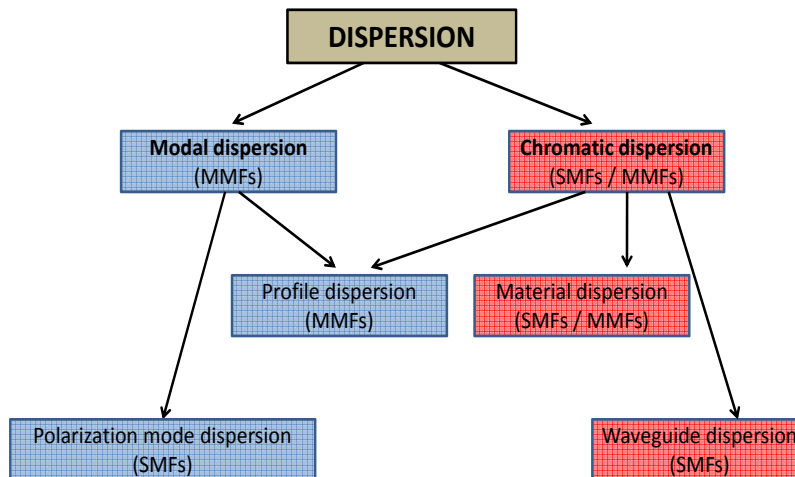 DISPERSION
Modal dispersion
(MMFs)
Chromatic dispersion
(SMFs / MMFs)
Profile dispersion
(MMFs)
Material dispersion
(SMFs / MMFs)
Polarization mode dispersion
(SMFs)
Waveguide dispersion
(SMFs)